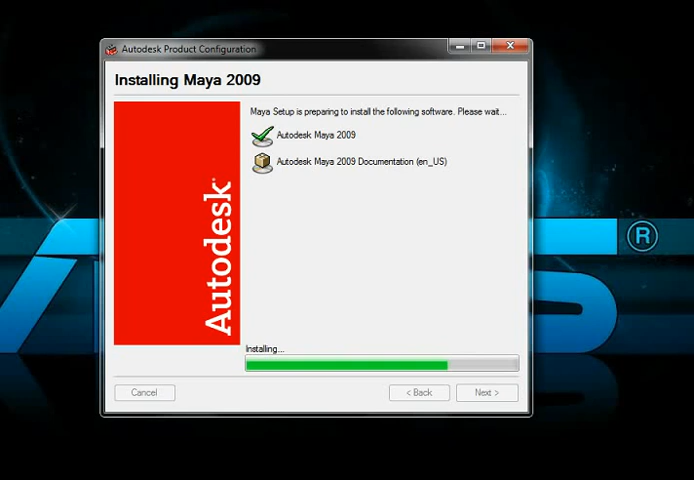 Autodesk Product Configuration
Installing Maya 2009
Maya Setup is preparing to install the following software. Please wait...
Autodesk Maya 2009
Autodesk Maya 2009 Documentation (en_US)
Autodesk
®
Installing...
Cancel
< Back
Next >